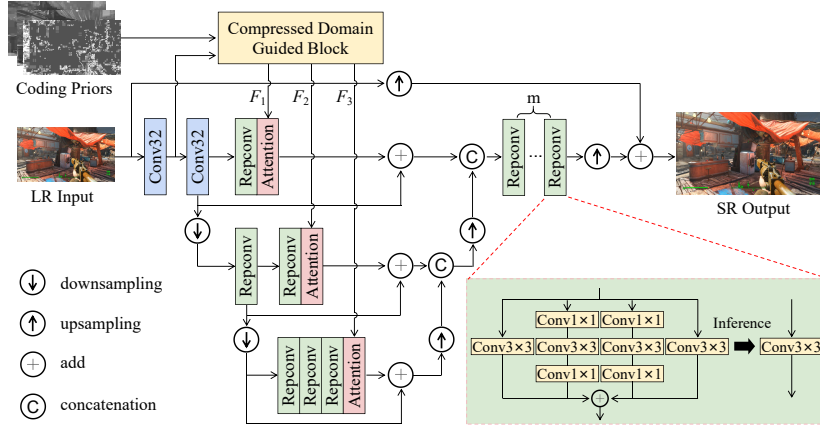 Compressed Domain
Guided Block
Coding Priors
F1
F2
F3
m
Conv32
Conv32
Repconv
Attention
C
Repconv
...
Repconv
LR Input
SR Output
Repconv
Repconv
Attention
C
downsampling
upsampling
add
C
concatenation
Repconv
Repconv
Repconv
Attention
Conv1×1
Conv1×1
Inference
Conv3×3
Conv3×3
Conv3×3
Conv3×3
Conv3×3
Conv1×1
Conv1×1